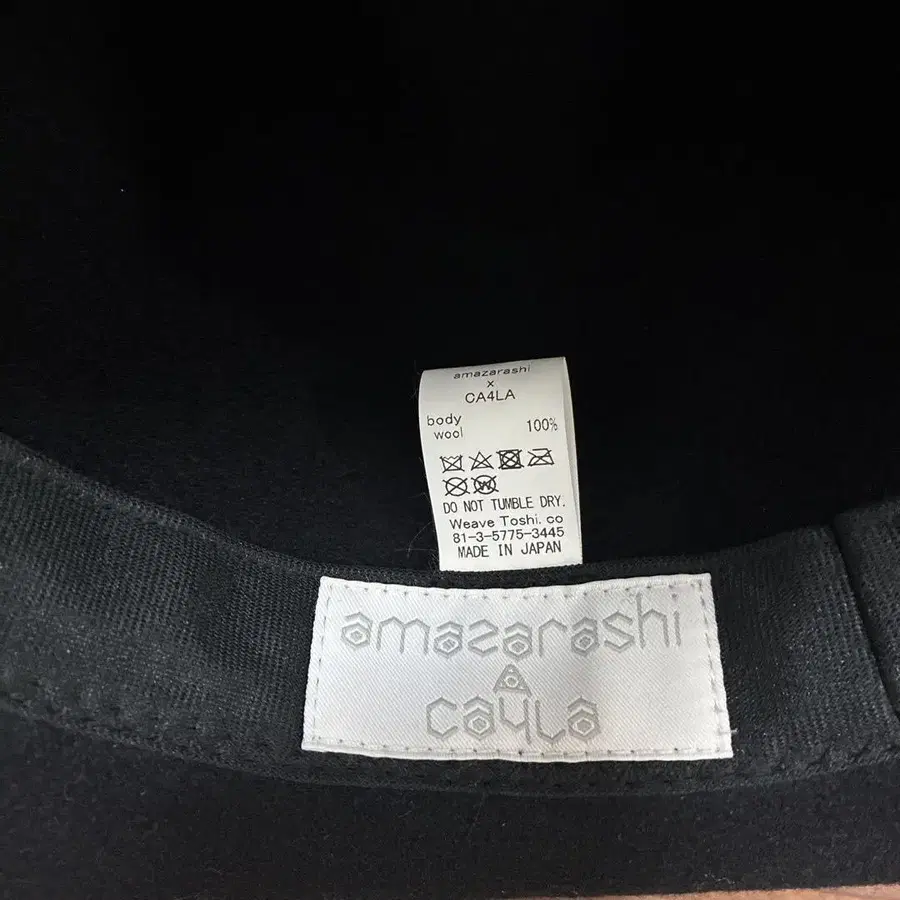 amazarashi
x
CA4LA
body
wool 100%
DO NOT TUMBLE DRY.
Weave Toshi. co
81-3-5775-3445
MADE IN JAPAN
amazarashi
ca4la